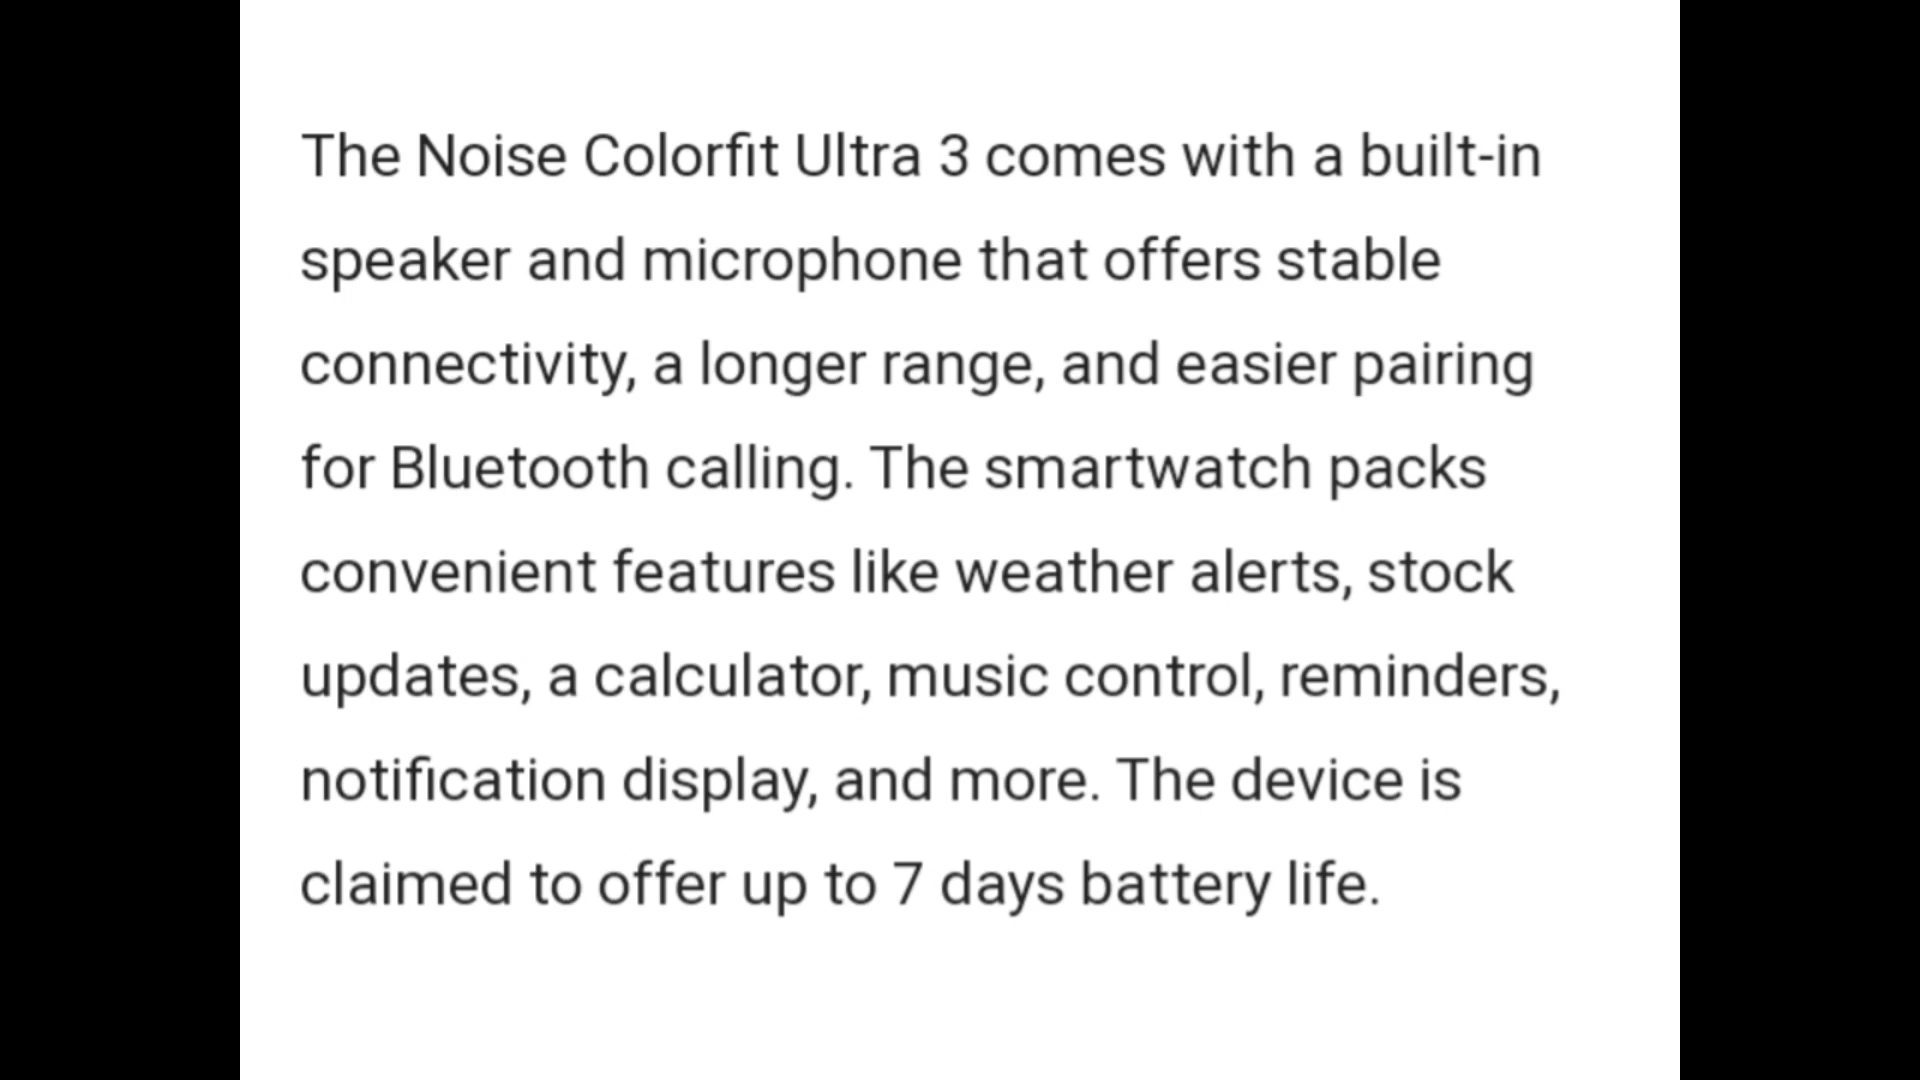 The Noise Colorfit Ultra 3 comes with a built-in
speaker and microphone that offers stable
connectivity, a longer range, and easier pairing
for Bluetooth calling. The smartwatch packs
convenient features like weather alerts, stock
updates, a calculator, music control, reminders,
notification display, and more. The device is
claimed to offer up to 7 days battery life.